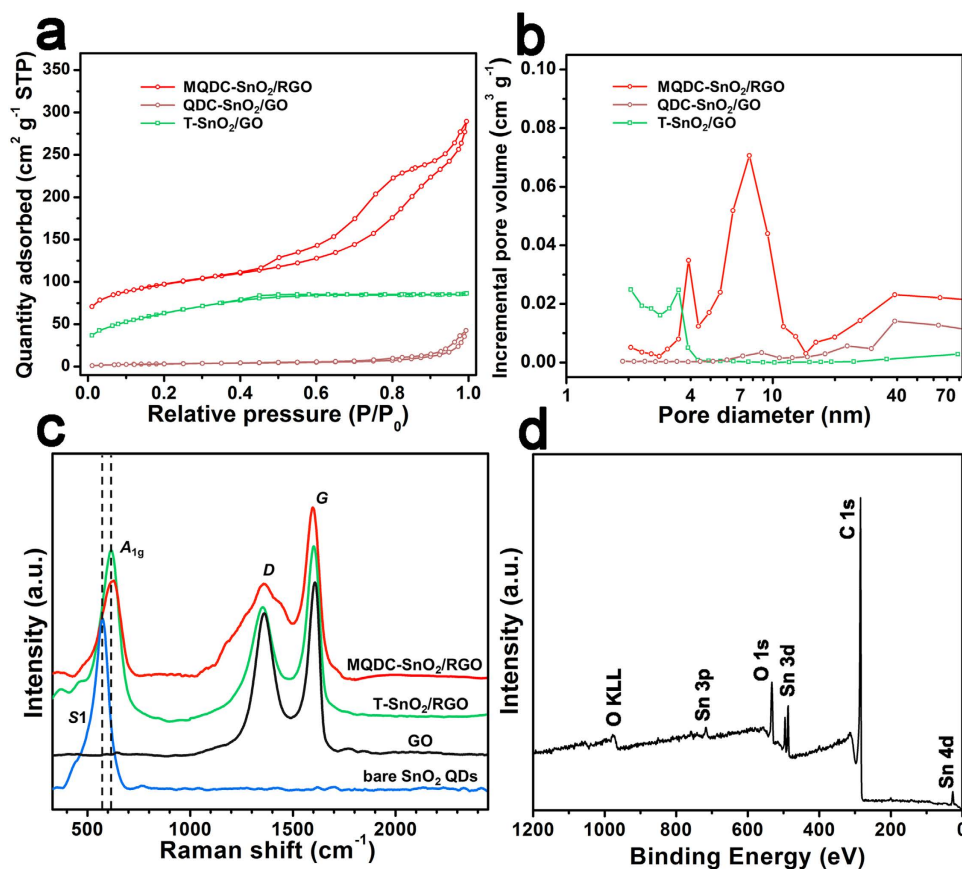 a
350
300
250
200
150
100
50
0
0.0 0.2 0.4 0.6 0.8 1.0
Quantity adsorbed (cm² g⁻¹ STP)
Relative pressure (P/P₀)
MQDC-SnO₂/RGO
QDC-SnO₂/GO
T-SnO₂/GO
b
0.10
0.08
0.06
0.04
0.02
0.00
1 4 7 10 40 70
Incremental pore volume (cm³ g⁻¹)
Pore diameter (nm)
MQDC-SnO₂/RGO
QDC-SnO₂/GO
T-SnO₂/GO
c
A₁g
D
G
S1
MQDC-SnO₂/RGO
T-SnO₂/RGO
GO
bare SnO₂ QDs
500 1000 1500 2000
Intensity (a.u.)
Raman shift (cm⁻¹)
d
O KLL
Sn 3p
O 1s
Sn 3d
C 1s
Sn 4d
1200 1000 800 600 400 200 0
Intensity (a.u.)
Binding Energy (eV)